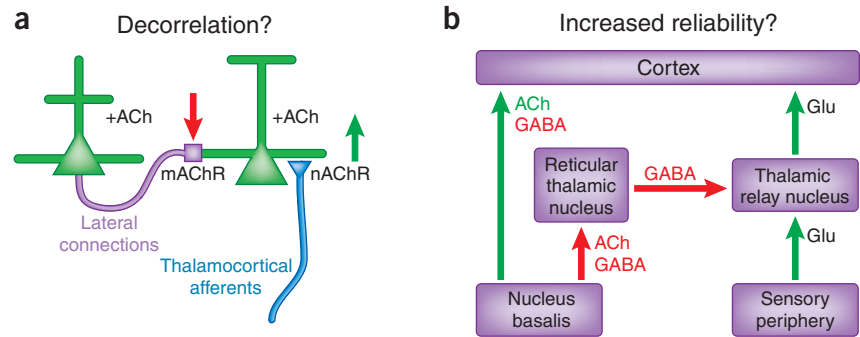 a
Decorrelation?
+ACh
+ACh
mAChR
nAChR
Lateral
connections
Thalamocortical
afferents
b
Increased reliability?
Cortex
ACh
GABA
Glu
Reticular
thalamic
nucleus
GABA
Thalamic
relay nucleus
ACh
GABA
Glu
Nucleus
basalis
Sensory
periphery